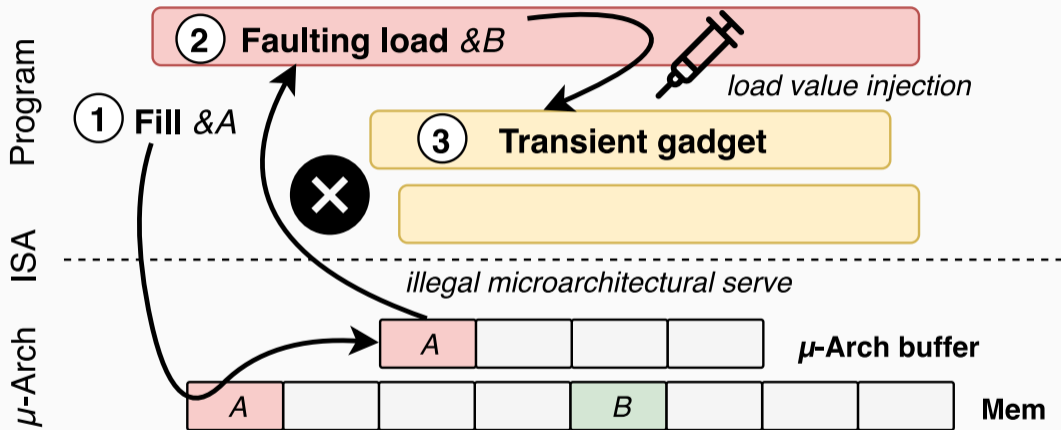 Program
ISA
μ-Arch
2 Faulting load &B
load value injection
1 Fill &A
3 Transient gadget
illegal microarchitectural serve
A
μ-Arch buffer
A
B
Mem